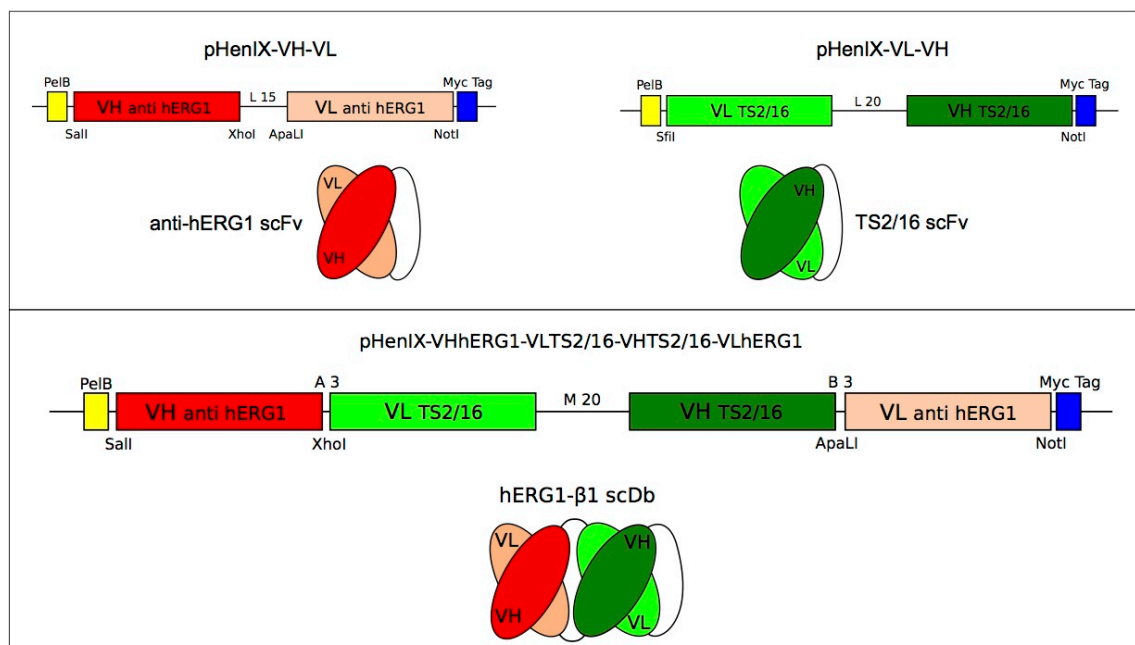 pHenIX-VH-VL
PelB
VH anti hERG1
L 15
VL anti hERG1
Myc Tag
SalI
XhoI
ApaLI
NotI
VL
VH
anti-hERG1 scFv
pHenIX-VL-VH
PelB
VL TS2/16
L 20
VH TS2/16
Myc Tag
SfiI
NotI
VH
VL
TS2/16 scFv
pHenIX-VHhERG1-VLTS2/16-VHTS2/16-VLhERG1
PelB
VH anti hERG1
A 3
VL TS2/16
M 20
VH TS2/16
B 3
VL anti hERG1
Myc Tag
SalI
XhoI
ApaLI
NotI
hERG1-β1 scDb
VL
VH
VH
VL